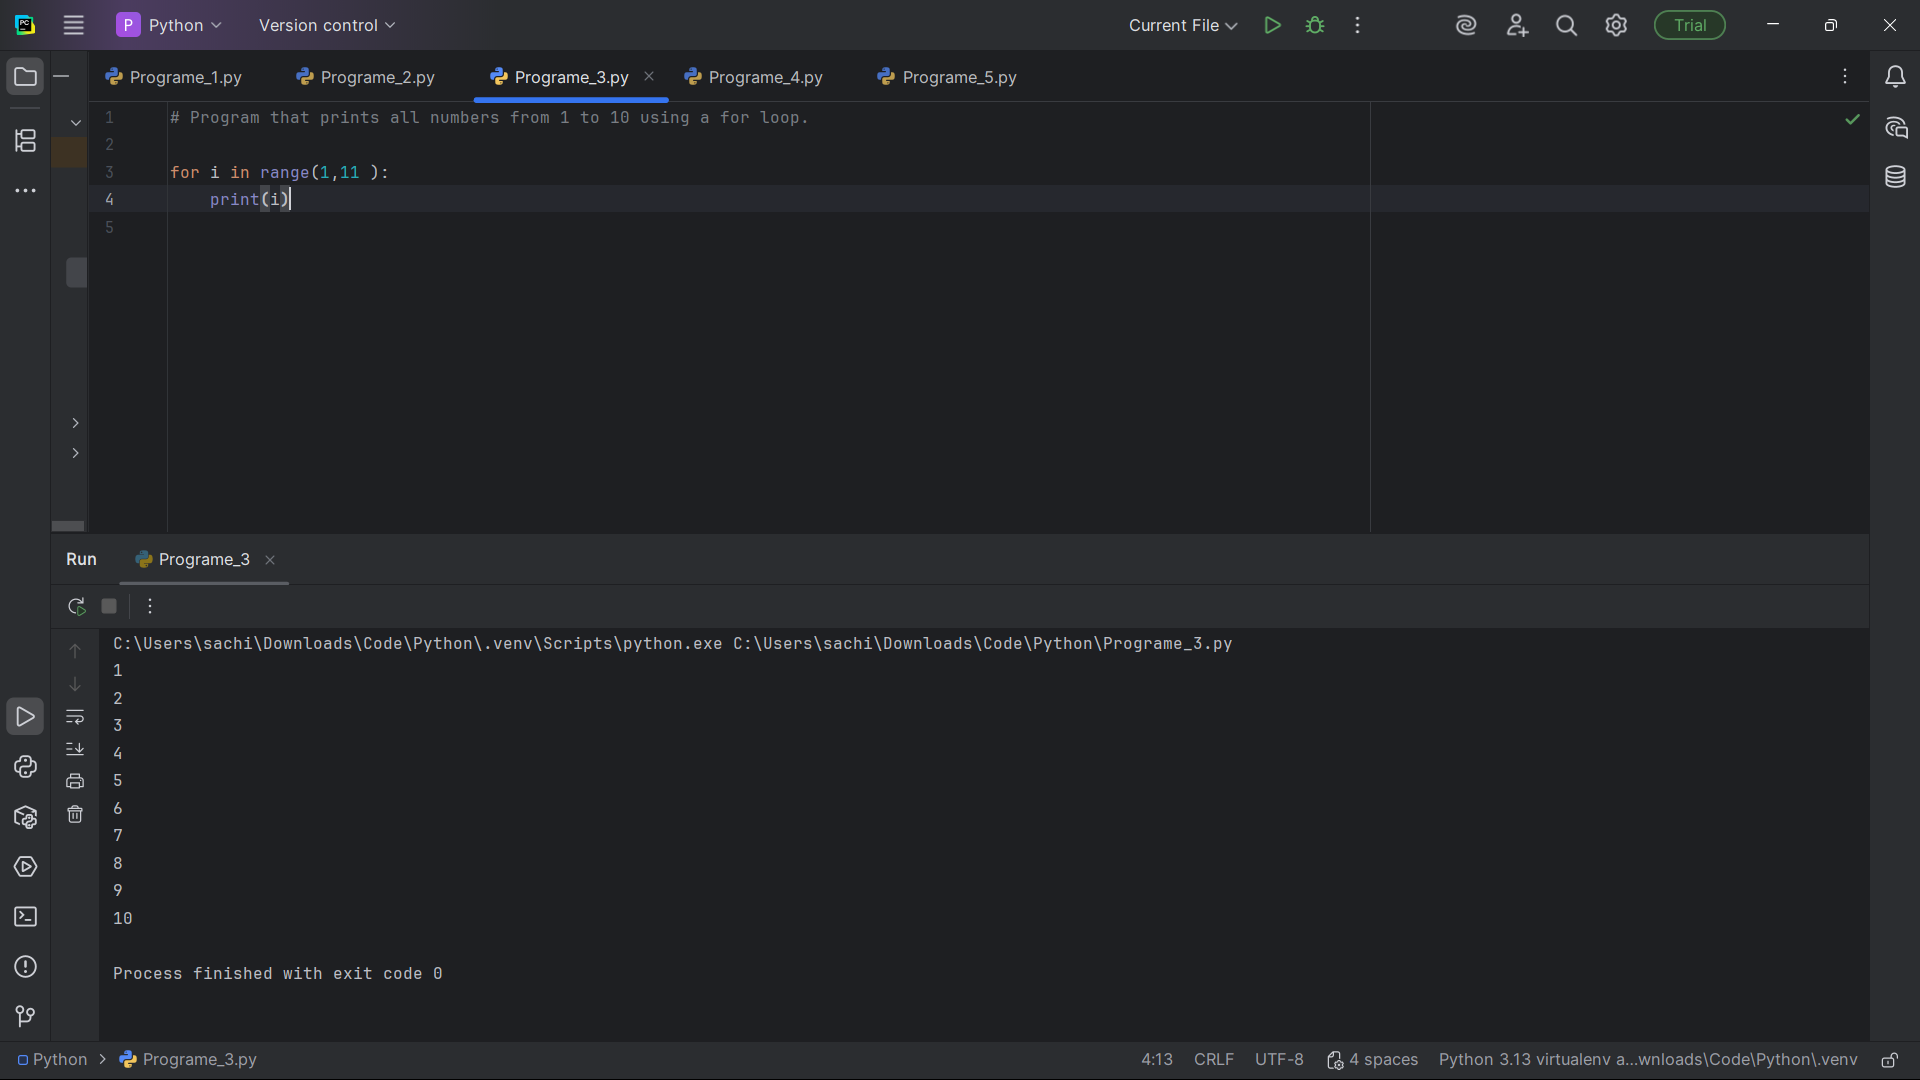 PC P Python Version control Current File Trial
Programe_1.py Programe_2.py Programe_3.py Programe_4.py Programe_5.py
1 # Program that prints all numbers from 1 to 10 using a for loop.
2
3 for i in range(1,11 ):
4     print(i)
5
Run Programe_3
C:\Users\sachi\Downloads\Code\Python\.venv\Scripts\python.exe C:\Users\sachi\Downloads\Code\Python\Programe_3.py
1
2
3
4
5
6
7
8
9
10
Process finished with exit code 0
Python > Programe_3.py 4:13 CRLF UTF-8 4 spaces Python 3.13 virtualenv a...wnloads\Code\Python\.venv